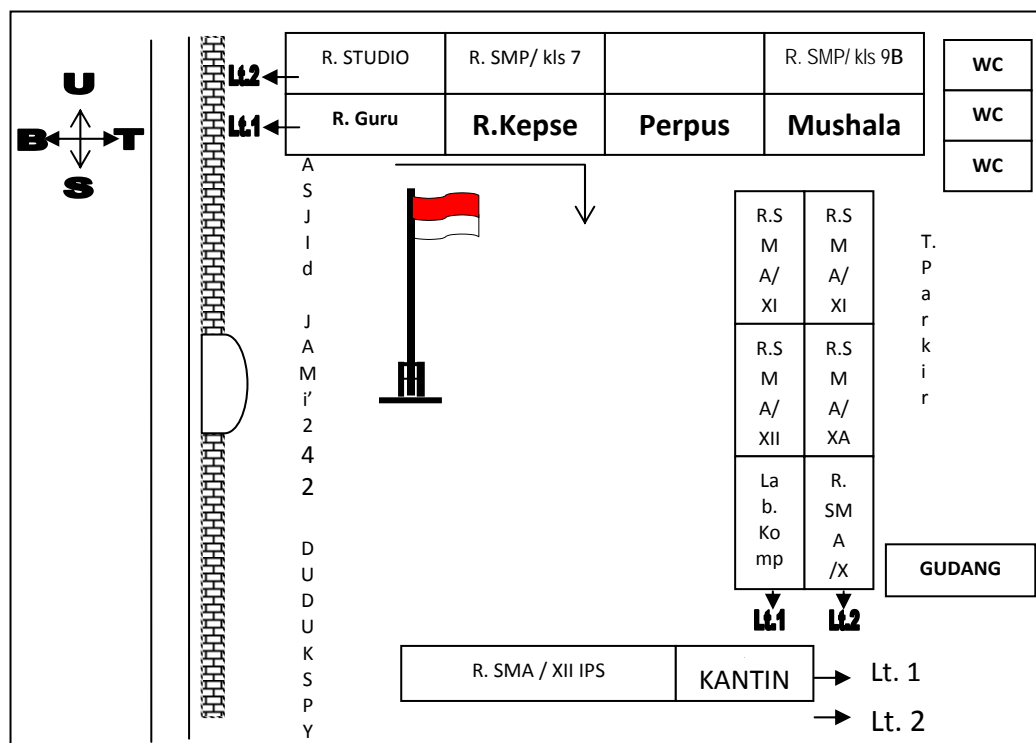 U
B T
S
Lt.2
Lt.1
R. STUDIO
R. SMP/ kls 7
R. SMP/ kls 9B
R. Guru
R.Kepse
Perpus
Mushala
WC
WC
WC
A
S
J
I
d
J
A
M
i'
2
4
2
D
U
D
U
K
S
P
Y
R.S
M
A/
XI
R.S
M
A/
XI
R.S
M
A/
XII
R.S
M
A/
XA
La
b.
Ko
mp
R.
SM
A
/X
Lt.1
Lt.2
T.
P
a
r
k
i
r
GUDANG
R. SMA / XII IPS
KANTIN
Lt. 1
Lt. 2